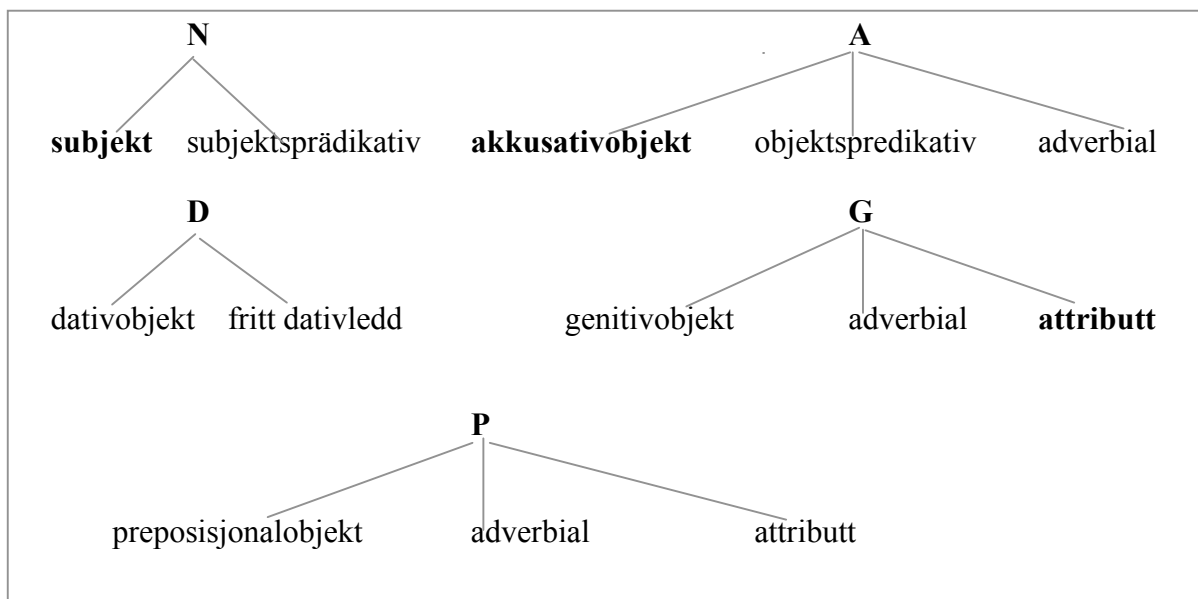 N A
subjekt subjektsprädikativ akkusativobjekt objektspredikativ adverbial
D G
dativobjekt fritt dativledd genitivobjekt adverbial attributt
P
preposisjonalobjekt adverbial attributt